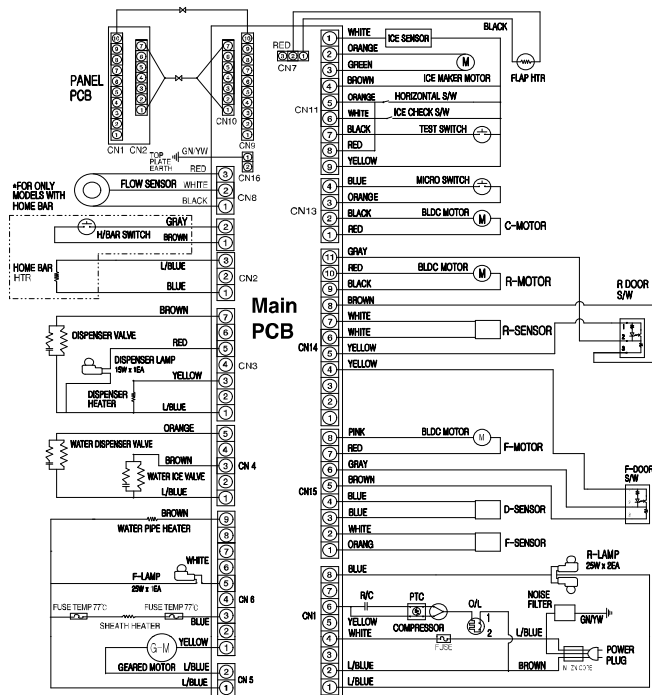 PANEL
PCB
CN1 CN2
CN10
CN9
RED
CN7
BLACK
FLAP HTR
TOP
PLATE
EARTH
GN/YW
CN16
*FOR ONLY
MODELS WITH
HOME BAR
FLOW SENSOR
RED
WHITE
BLACK
CN8
H/BAR SWITCH
GRAY
BROWN
HOME BAR
HTR
L/BLUE
BLUE
CN2
Main
PCB
BROWN
DISPENSER VALVE
RED
DISPENSER LAMP
15W x 1EA
YELLOW
DISPENSER
HEATER
L/BLUE
CN3
ORANGE
WATER DISPENSER VALVE
BROWN
WATER ICE VALVE
L/BLUE
CN 4
BROWN
WATER PIPE HEATER
WHITE
F-LAMP
25W x 1EA
FUSE TEMP 77°C
FUSE TEMP 77°C
SHEATH HEATER
BLUE
CN 6
YELLOW
G-M
GEARED MOTOR
L/BLUE
L/BLUE
CN 5
WHITE
ICE SENSOR
ORANGE
M
GREEN
ICE MAKER MOTOR
BROWN
CN11
ORANGE
HORIZONTAL S/W
WHITE
ICE CHECK S/W
BLACK
TEST SWITCH
RED
YELLOW
BLUE
MICRO SWITCH
ORANGE
CN13
BLACK
BLDC MOTOR
M
C-MOTOR
RED
GRAY
RED
BLDC MOTOR
M
R-MOTOR
BLACK
BROWN
R DOOR
S/W
WHITE
R-SENSOR
WHITE
CN14
YELLOW
YELLOW
PINK
BLDC MOTOR
M
F-MOTOR
RED
GRAY
F-DOOR
S/W
BROWN
CN15
BLUE
D-SENSOR
BLUE
WHITE
F-SENSOR
ORANG
BLUE
R-LAMP
25W x 2EA
R/C
PTC
O/L
1
2
COMPRESSOR
CN1
YELLOW
WHITE
FUSE
NOISE
FILTER
GN/YW
L/BLUE
POWER
PLUG
L/BLUE
BROWN
L/BLUE